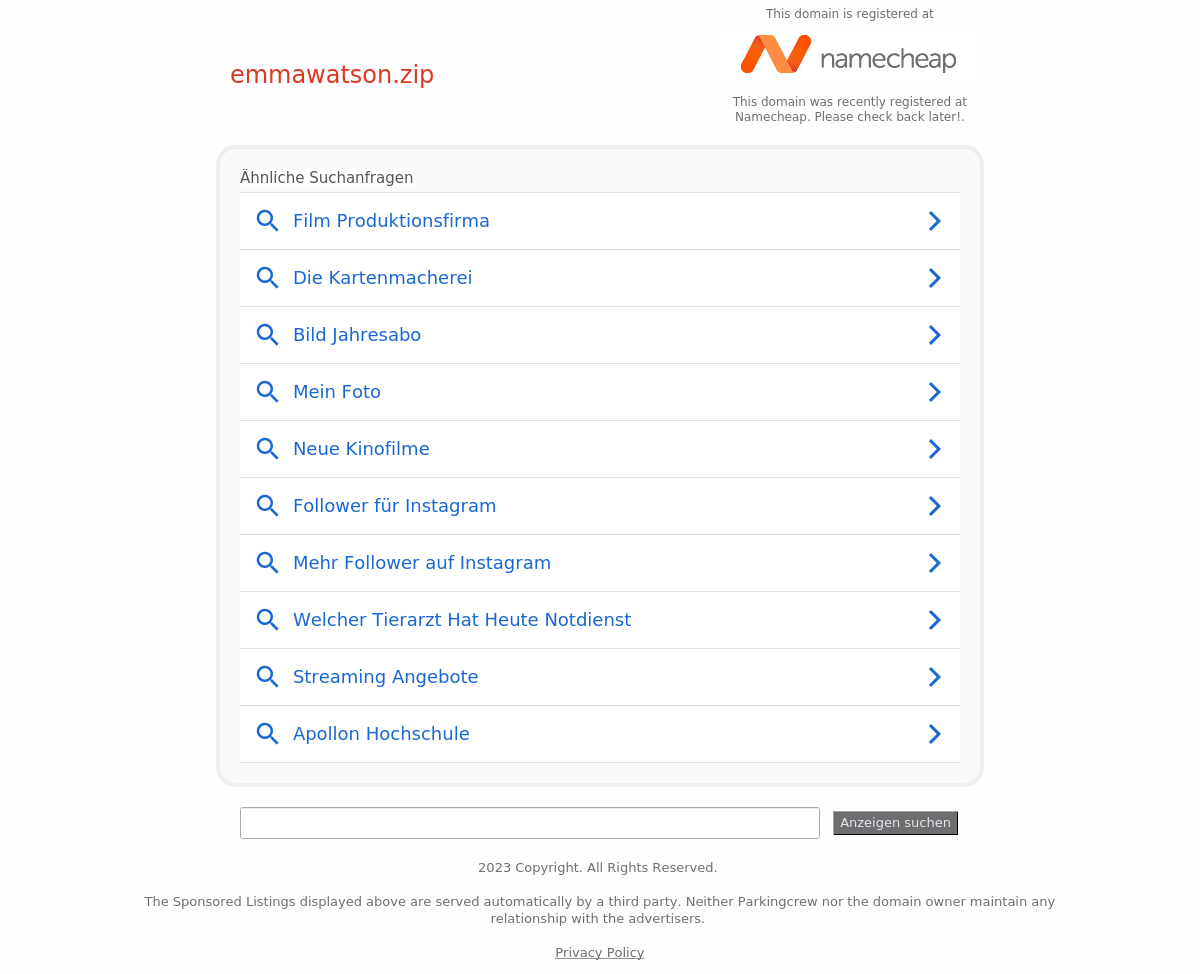 This domain is registered at
namecheap
emmawatson.zip
This domain was recently registered at
Namecheap. Please check back later!.
Ähnliche Suchanfragen
Film Produktionsfirma
Die Kartenmacherei
Bild Jahresabo
Mein Foto
Neue Kinofilme
Follower für Instagram
Mehr Follower auf Instagram
Welcher Tierarzt Hat Heute Notdienst
Streaming Angebote
Apollon Hochschule
Anzeigen suchen
2023 Copyright. All Rights Reserved.
The Sponsored Listings displayed above are served automatically by a third party. Neither Parkingcrew nor the domain owner maintain any
relationship with the advertisers.
Privacy Policy